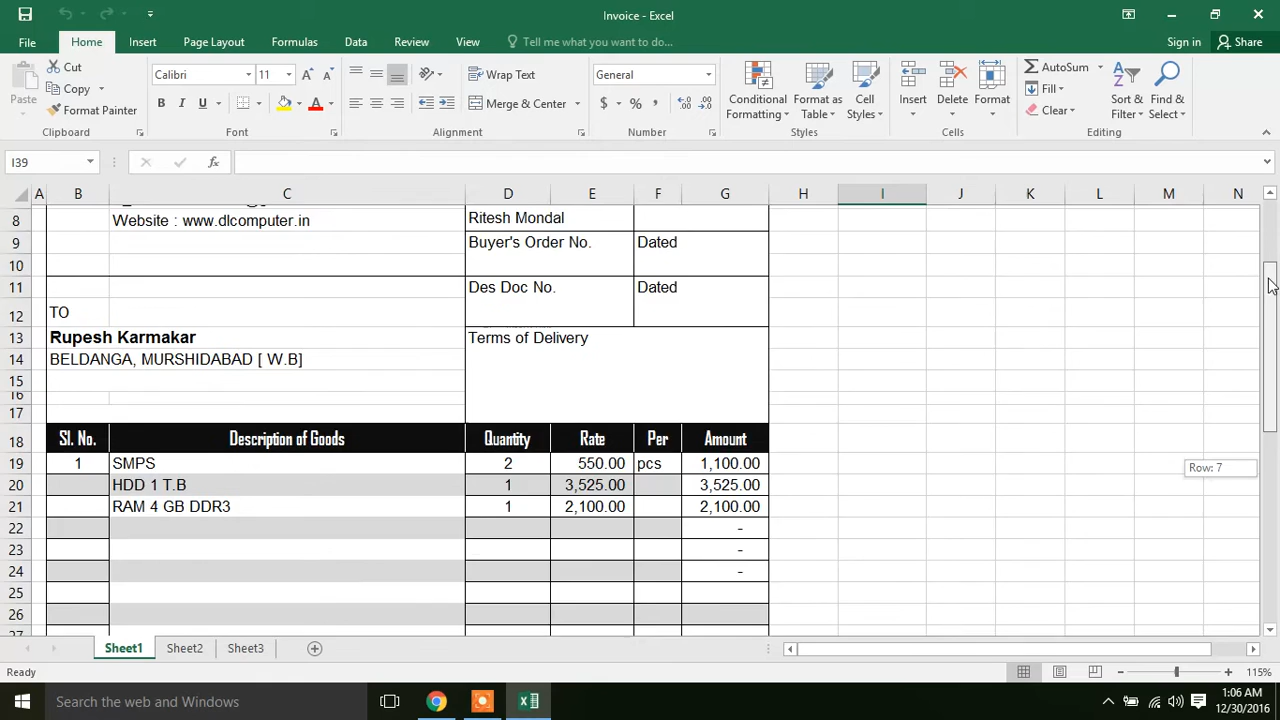 Invoice - Excel
File Home Insert Page Layout Formulas Data Review View Tell me what you want to do... Sign in Share
Paste
Cut
Copy
Format Painter
Clipboard
Calibri 11
B I U
Font
Wrap Text
Merge & Center
Alignment
General
$ % ,
Number
Conditional Formatting
Format as Table
Cell Styles
Styles
Insert
Delete
Format
Cells
AutoSum
Fill
Clear
Sort & Filter
Find & Select
Editing
I39 fx
A B C D E F G H I J K L M N
8 Website : www.dlcomputer.in Ritesh Mondal
9 Buyer's Order No. Dated
10
11 Des Doc No. Dated
12 TO
13 Rupesh Karmakar Terms of Delivery
14 BELDANGA, MURSHIDABAD [ W.B]
15
16
17
18 Sl. No. Description of Goods Quantity Rate Per Amount
19 1 SMPS 2 550.00 pcs 1,100.00
20 HDD 1 T.B 1 3,525.00 3,525.00
21 RAM 4 GB DDR3 1 2,100.00 2,100.00
22 -
23 -
24 -
25
26
27
Row: 7
Sheet1 Sheet2 Sheet3
Ready 115%
Search the web and Windows
1:06 AM
12/30/2016